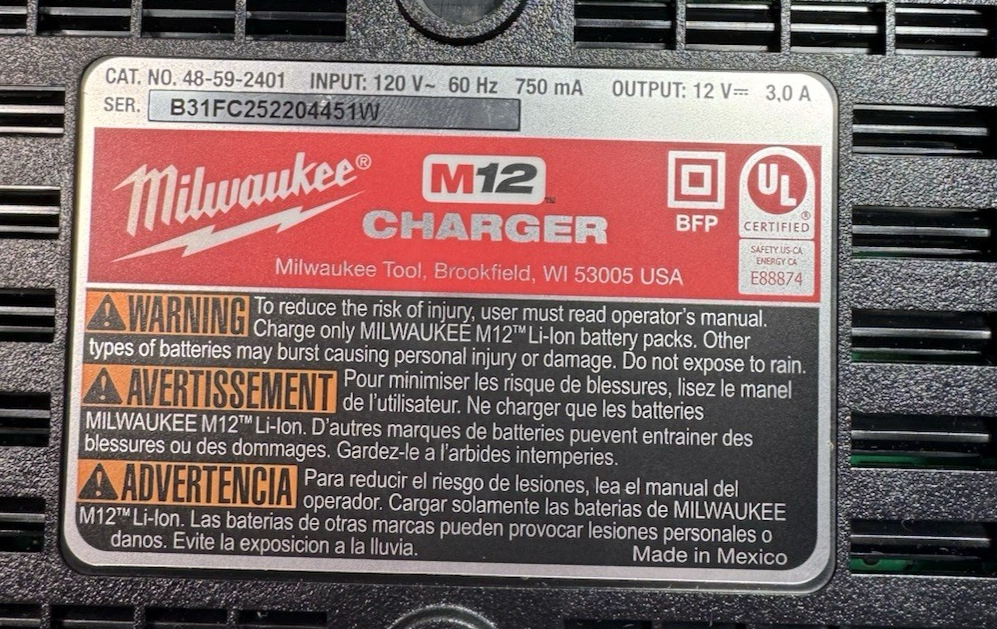 CAT. NO. 48-59-2401 INPUT: 120 V~ 60 Hz 750 mA OUTPUT: 12 V⎓ 3,0 A
SER. B31FC252204451W
Milwaukee®
M12™
CHARGER
Milwaukee Tool, Brookfield, WI 53005 USA
BFP
UL®
CERTIFIED
SAFETY US-CA
ENERGY CA
E88874
WARNING To reduce the risk of injury, user must read operator's manual.
Charge only MILWAUKEE M12™ Li-Ion battery packs. Other
types of batteries may burst causing personal injury or damage. Do not expose to rain.
AVERTISSEMENT Pour minimiser les risque de blessures, lisez le manel
de l'utilisateur. Ne charger que les batteries
MILWAUKEE M12™ Li-Ion. D'autres marques de batteries puevent entrainer des
blessures ou des dommages. Gardez-le a l'arbides intemperies.
ADVERTENCIA Para reducir el riesgo de lesiones, lea el manual del
operador. Cargar solamente las baterias de MILWAUKEE
M12™ Li-Ion. Las baterias de otras marcas pueden provocar lesiones personales o
danos. Evite la exposicion a la lluvia.
Made in Mexico